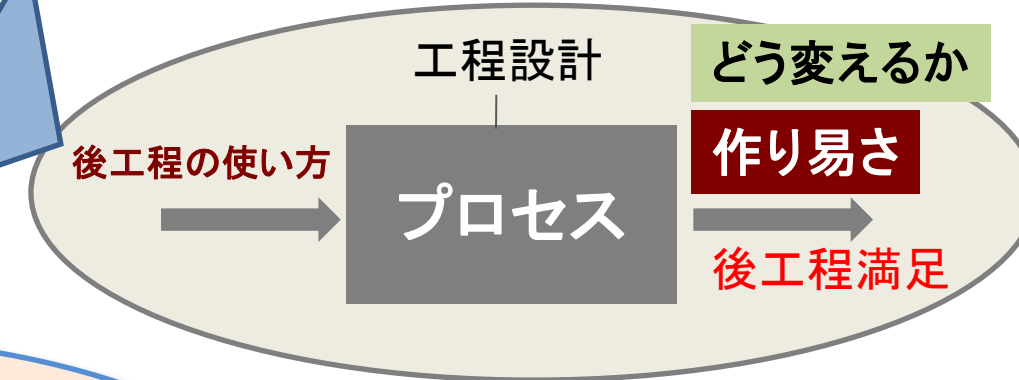 工程設計
どう変えるか
後工程の使い方
作り易さ
プロセス
後工程満足